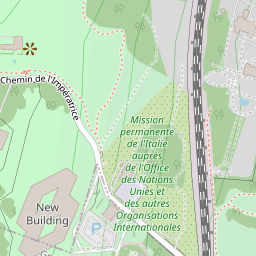 Chemin de l'Impératrice
Mission
permanente
de l'Italie
aupres
de l'Office
des Nations
Unies et
des autres
Organisations
Internationales
New
Building
P